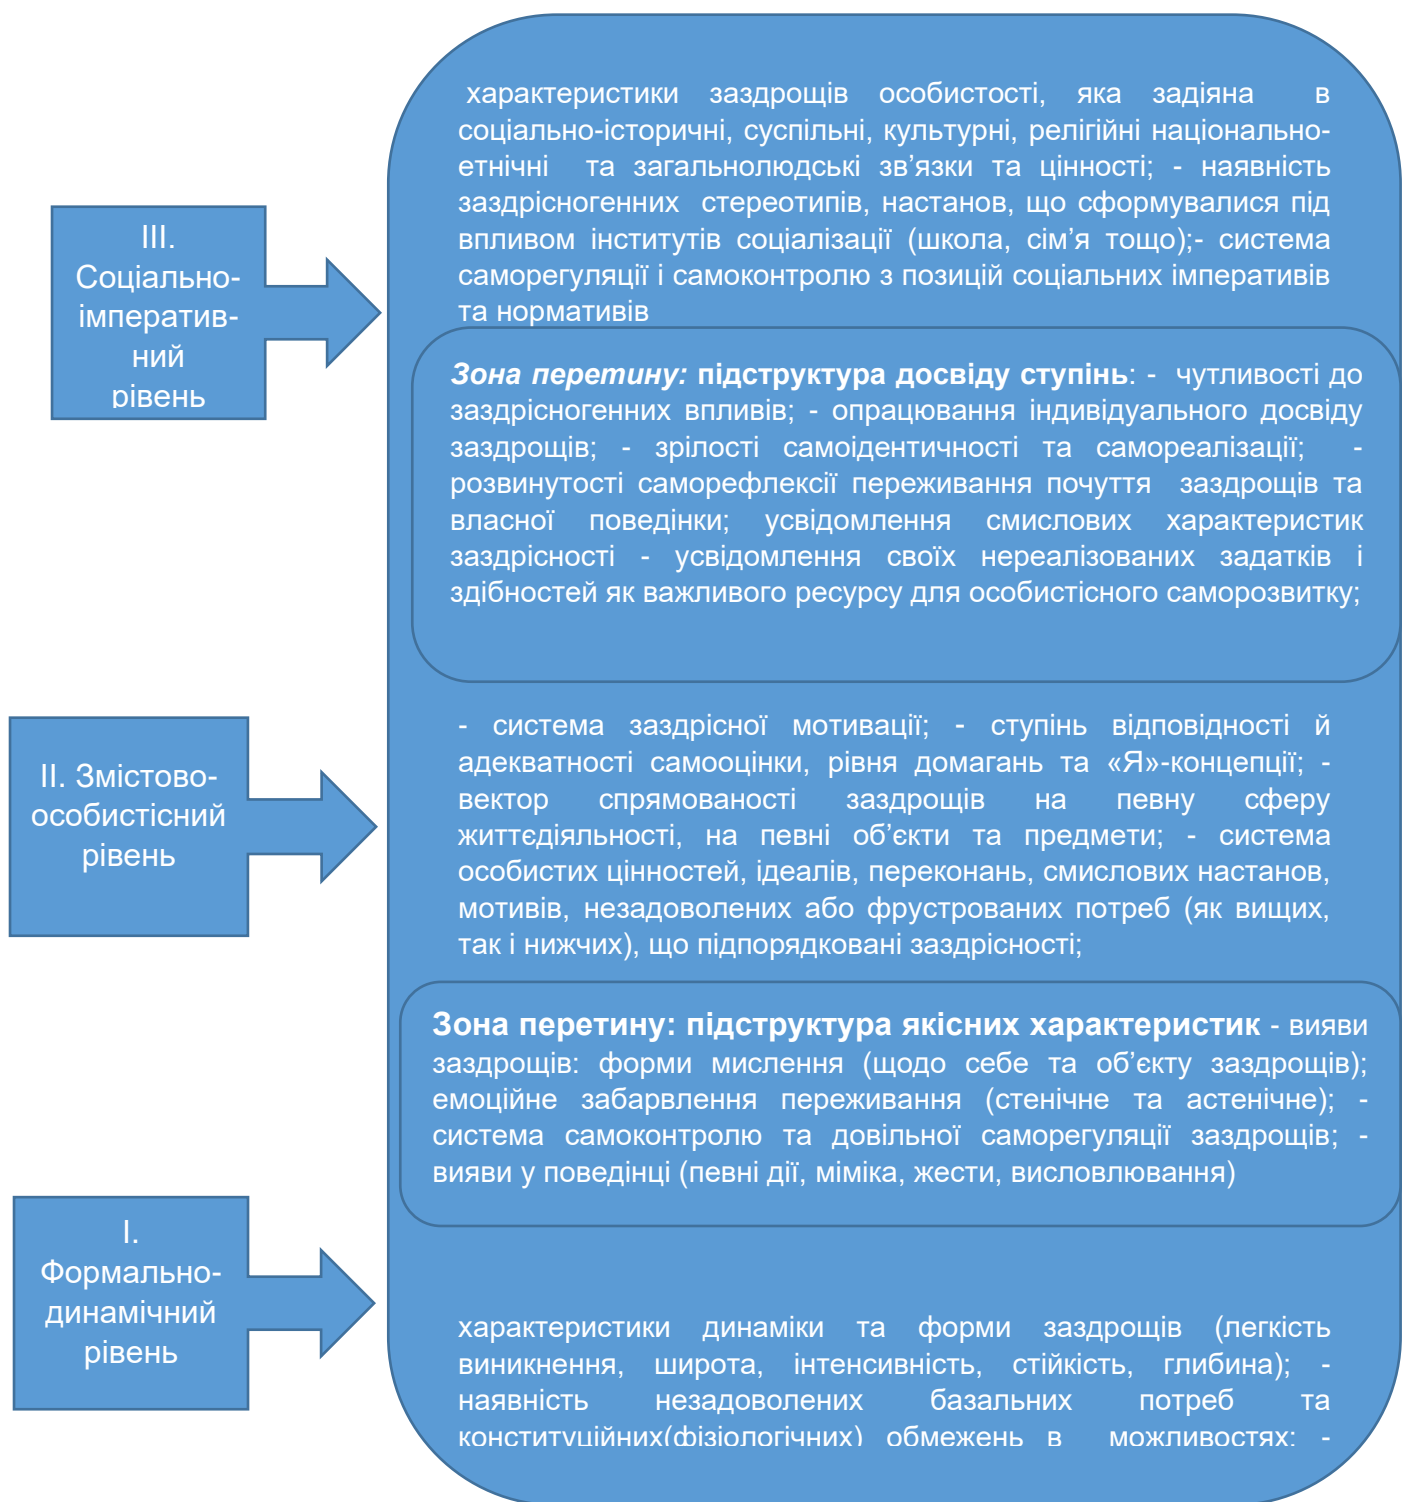 III.
Соціально-
імператив-
ний
рівень
характеристики заздрощів особистості, яка задіяна в
соціально-історичні, суспільні, культурні, релігійні національно-
етнічні та загальнолюдські зв’язки та цінності; - наявність
заздрісногенних стереотипів, настанов, що сформувалися під
впливом інститутів соціалізації (школа, сім’я тощо);- система
саморегуляції і самоконтролю з позицій соціальних імперативів
та нормативів
Зона перетину: підструктура досвіду ступінь: - чутливості до
заздрісногенних впливів; - опрацювання індивідуального досвіду
заздрощів; - зрілості самоідентичності та самореалізації; -
розвинутості саморефлексії переживання почуття заздрощів та
власної поведінки; усвідомлення смислових характеристик
заздрісності - усвідомлення своїх нереалізованих задатків і
здібностей як важливого ресурсу для особистісного саморозвитку;
II. Змістово-
особистісний
рівень
- система заздрісної мотивації; - ступінь відповідності й
адекватності самооцінки, рівня домагань та «Я»-концепції; -
вектор спрямованості заздрощів на певну сферу
життєдіяльності, на певні об’єкти та предмети; - система
особистих цінностей, ідеалів, переконань, смислових настанов,
мотивів, незадоволених або фрустрованих потреб (як вищих,
так і нижчих), що підпорядковані заздрісності;
Зона перетину: підструктура якісних характеристик - вияви
заздрощів: форми мислення (щодо себе та об’єкту заздрощів);
емоційне забарвлення переживання (стенічне та астенічне); -
система самоконтролю та довільної саморегуляції заздрощів; -
вияви у поведінці (певні дії, міміка, жести, висловлювання)
I.
Формально-
динамічний
рівень
характеристики динаміки та форми заздрощів (легкість
виникнення, широта, інтенсивність, стійкість, глибина); -
наявність незадоволених базальних потреб та
конституційних(фізіологічних) обмежень в можливостях; -